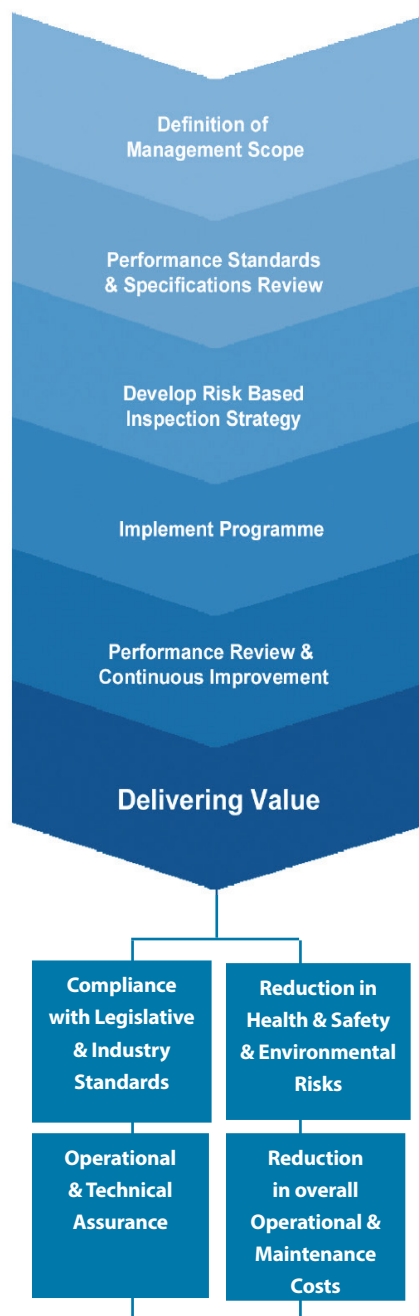 Definition of
Management Scope
Performance Standards
& Specifications Review
Develop Risk Based
Inspection Strategy
Implement Programme
Performance Review &
Continuous Improvement
Delivering Value
Compliance
with Legislative
& Industry
Standards
Reduction in
Health & Safety
& Environmental
Risks
Operational
& Technical
Assurance
Reduction
in overall
Operational &
Maintenance
Costs